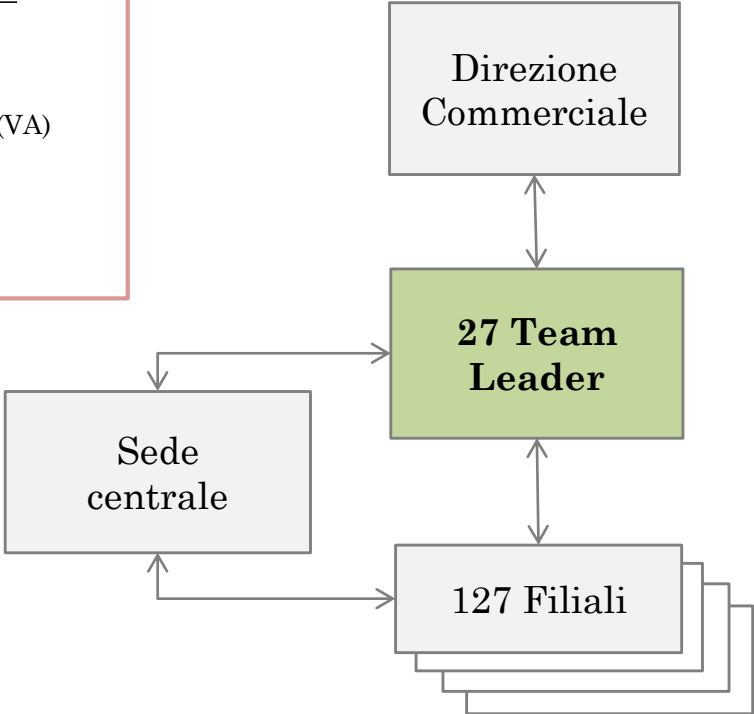 (VA)
Direzione
Commerciale
27 Team
Leader
Sede
centrale
127 Filiali